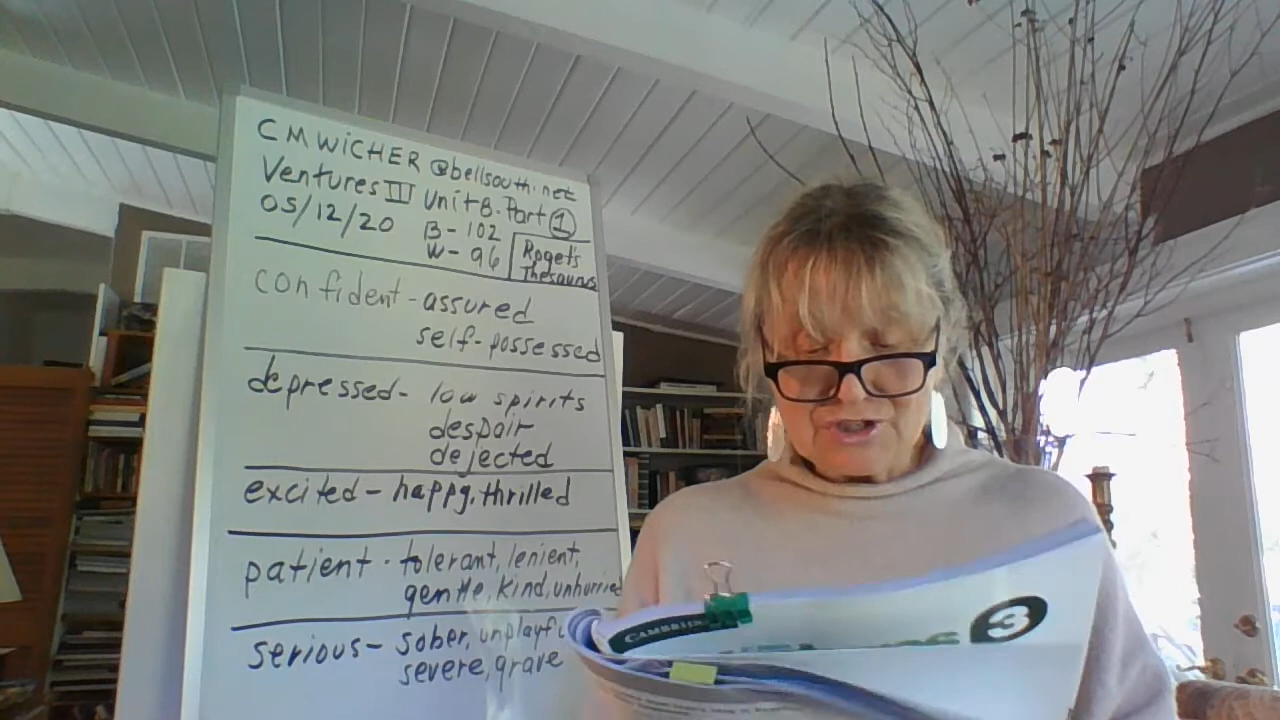 CMWiCHER @bellsouth.net
Ventures III Unit 8. Part 1
05/12/20 B-102
W-96
Rogets
Thesaurus
confident - assured
self-possessed
depressed - low spirits
despair
dejected
excited - happy, thrilled
patient - tolerant, lenient,
gentle, kind, unhurried
serious - sober, unplayfu
severe, grave
CAMBRID
3